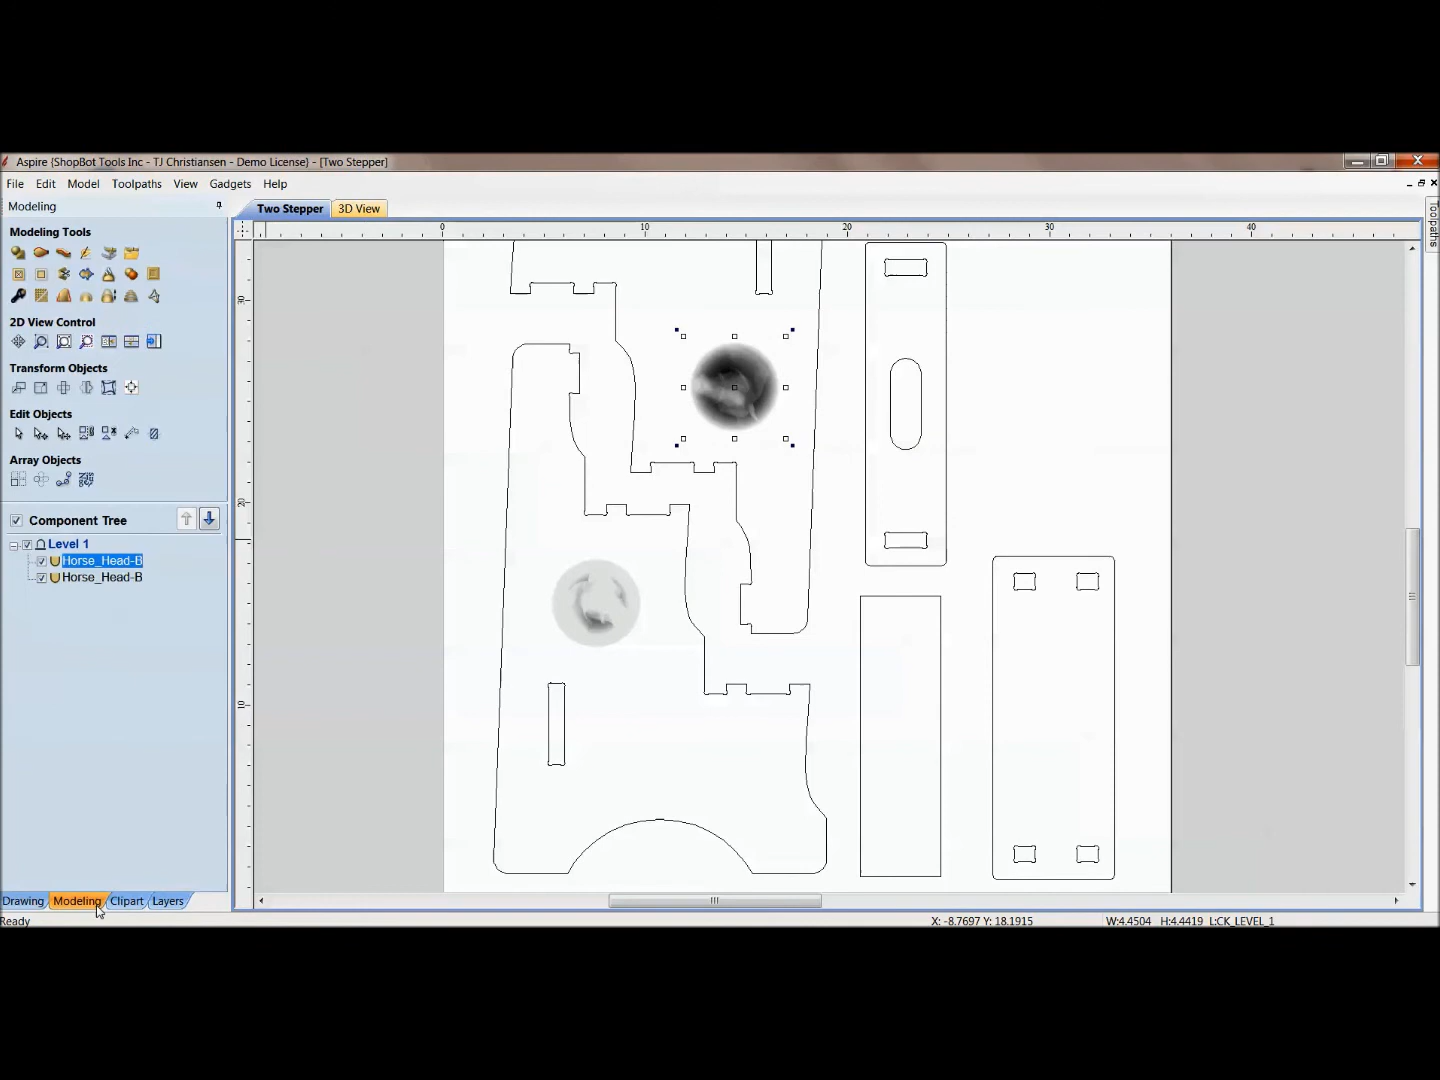 Aspire {ShopBot Tools Inc - TJ Christiansen - Demo License} - [Two Stepper]
File Edit Model Toolpaths View Gadgets Help
Modeling
Two Stepper 3D View
Toolpaths
Modeling Tools
2D View Control
Transform Objects
Edit Objects
Array Objects
Component Tree
Level 1
Horse_Head-B
Horse_Head-B
0 10 20 30 40
30
20
10
Drawing Modeling Clipart Layers
Ready
X: -8.7697 Y: 18.1915 W:4.4504 H:4.4419 L:CK_LEVEL_1